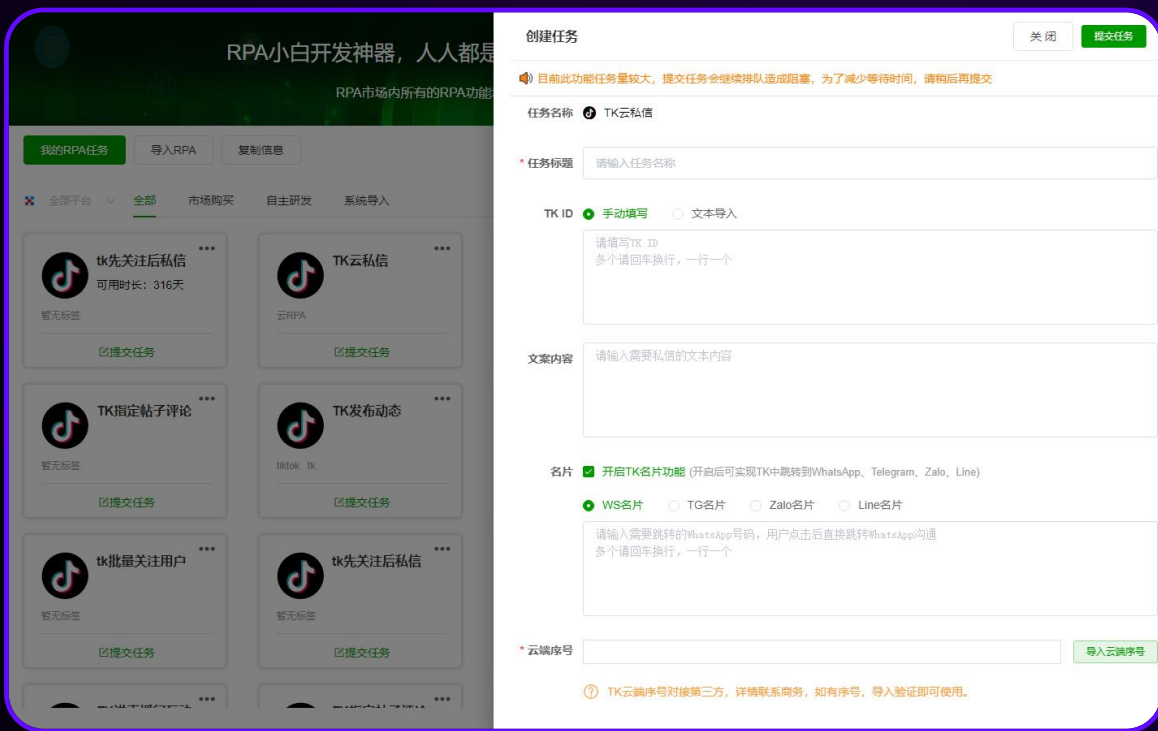 RPA小白开发神器，人人都是
RPA市场内所有的RPA功能
我的RPA任务
导入RPA
复制信息
全部平台
全部
市场购买
自主研发
系统导入
tk先关注后私信
可用时长：316天
暂无标签
提交任务
TK云私信
云RPA
提交任务
TK指定帖子评论
暂无标签
提交任务
TK发布动态
tiktok tk
提交任务
tk批量关注用户
暂无标签
提交任务
tk先关注后私信
暂无标签
提交任务
创建任务
关 闭
提交任务
目前此功能任务量较大，提交任务会继续排队造成阻塞，为了减少等待时间，请稍后再提交
任务名称 TK云私信
* 任务标题 请输入任务名称
TK ID 手动填写 文本导入
请填写TK ID
多个请回车换行，一行一个
文案内容 请输入需要私信的文本内容
名片 开启TK名片功能 (开启后可实现TK中跳转到WhatsApp、Telegram、Zalo、Line)
WS名片 TG名片 Zalo名片 Line名片
请输入需要跳转的WhatsApp号码，用户点击后直接跳转WhatsApp沟通
多个请回车换行，一行一个
* 云端序号 导入云端序号
TK云端序号对接第三方，详情联系商务，如有序号，导入验证即可使用。